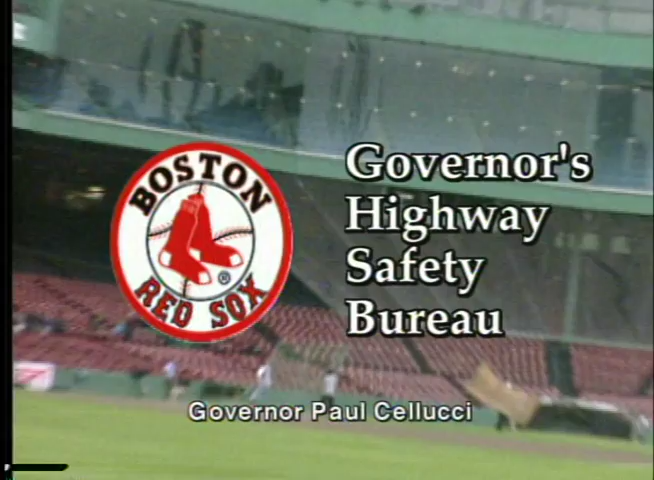 BOSTON
RED SOX
®
Governor's
Highway
Safety
Bureau
Governor Paul Cellucci